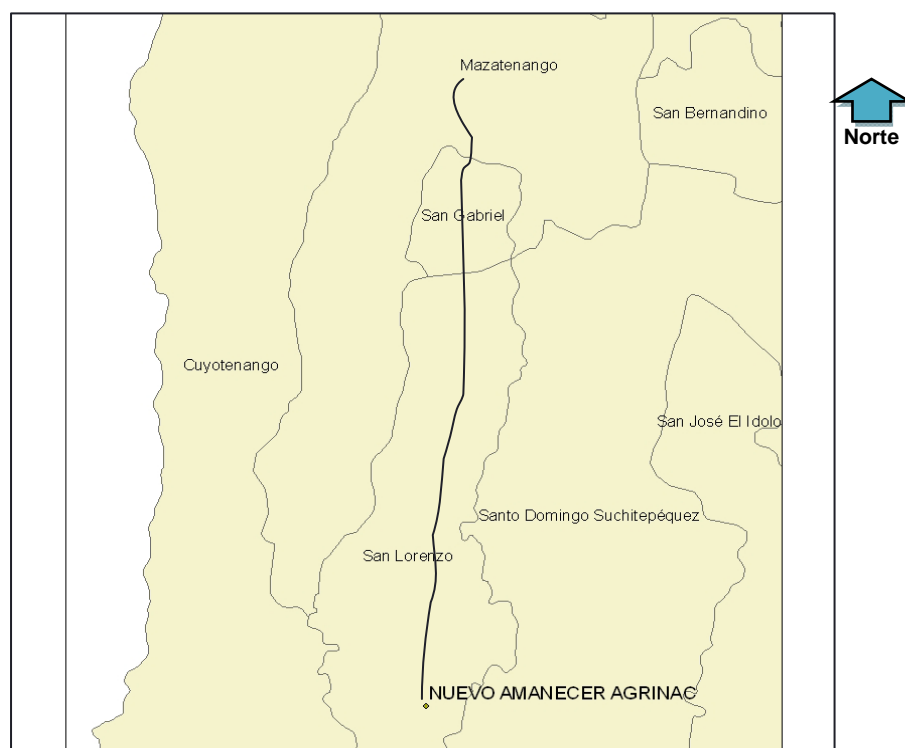 Mazatenango
San Bernandino
Norte
San Gabriel
Cuyotenango
San José El Idolo
Santo Domingo Suchitepéquez
San Lorenzo
NUEVO AMANECER AGRINAC